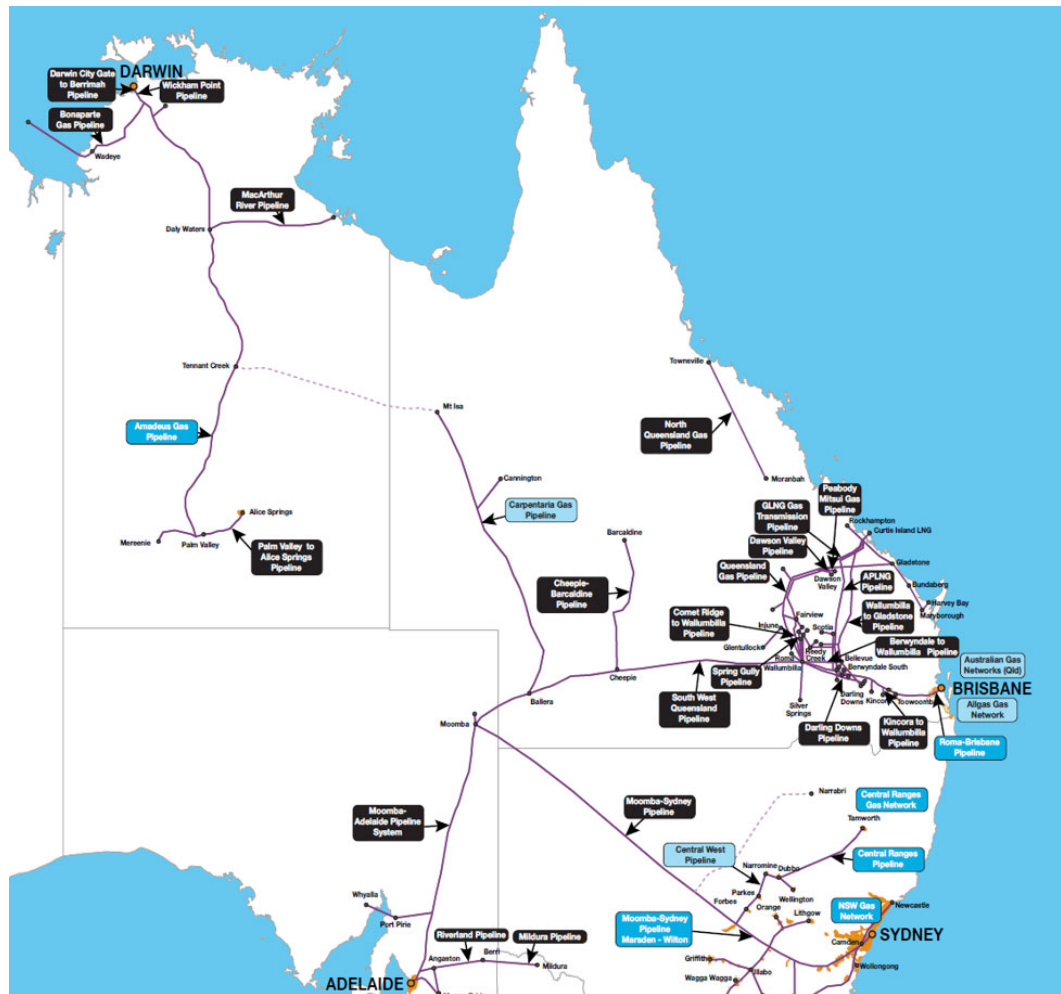 Darwin City Gate
to Berrimah
Pipeline
DARWIN
Wickham Point
Pipeline
Bonaparte
Gas Pipeline
Wadeye
MacArthur
River Pipeline
Daly Waters
Tennant Creek
Townsville
Mt Isa
Amadeus Gas
Pipeline
North
Queensland Gas
Pipeline
Moranbah
Cannington
Carpentaria Gas
Pipeline
Peabody
Mitsui Gas
Pipeline
GLNG Gas
Transmission
Pipeline
Alice Springs
Mereenie
Palm Valley
Palm Valley to
Alice Springs
Pipeline
Barcaldine
Rockhampton
Curtis Island LNG
Dawson Valley
Pipeline
Gladstone
Queensland
Gas Pipeline
Dawson
Valley
APLNG
Pipeline
Bundaberg
Cheepie-
Barcaldine
Pipeline
Harvey Bay
Maryborough
Comet Ridge
to Wallumbilla
Pipeline
Fairview
Injune
Scotia
Wallumbilla
to Gladstone
Pipeline
Glentullock
Reedy
Creek
Berwyndale to
Wallumbilla Pipeline
Roma
Wallumbilla
Bellevue
Berwyndale South
Australian Gas
Networks (Qld)
Spring Gully
Pipeline
Cheepie
BRISBANE
Ballera
South West
Queensland
Pipeline
Silver
Springs
Darling
Downs
Kincora
Toowoomba
Allgas Gas
Network
Moomba
Darling Downs
Pipeline
Kincora to
Wallumbilla
Pipeline
Roma-Brisbane
Pipeline
Moomba-
Adelaide Pipeline
System
Moomba-Sydney
Pipeline
Narrabri
Central Ranges
Gas Network
Tamworth
Central West
Pipeline
Central Ranges
Pipeline
Narromine
Dubbo
Whyalla
Port Pirie
Parkes
Forbes
Wellington
Orange
Lithgow
NSW Gas
Network
Newcastle
Moomba-Sydney
Pipeline
Marsden - Wilton
SYDNEY
Camden
Riverland Pipeline
Mildura Pipeline
Angaston
Berri
Mildura
Griffith
Illabo
Wollongong
Wagga Wagga
ADELAIDE